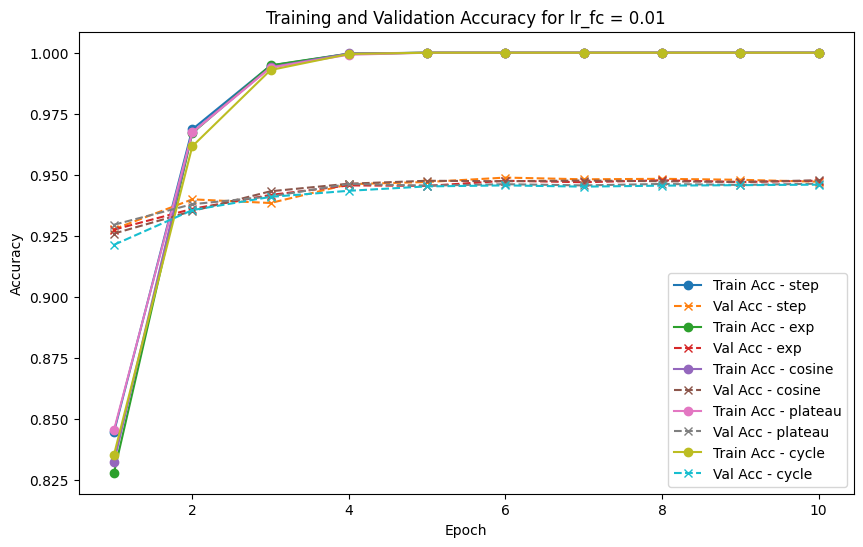 Training and Validation Accuracy for lr_fc = 0.01
Accuracy
1.000
0.975
0.950
0.925
0.900
0.875
0.850
0.825
2
4
6
8
10
Epoch
Train Acc - step
Val Acc - step
Train Acc - exp
Val Acc - exp
Train Acc - cosine
Val Acc - cosine
Train Acc - plateau
Val Acc - plateau
Train Acc - cycle
Val Acc - cycle